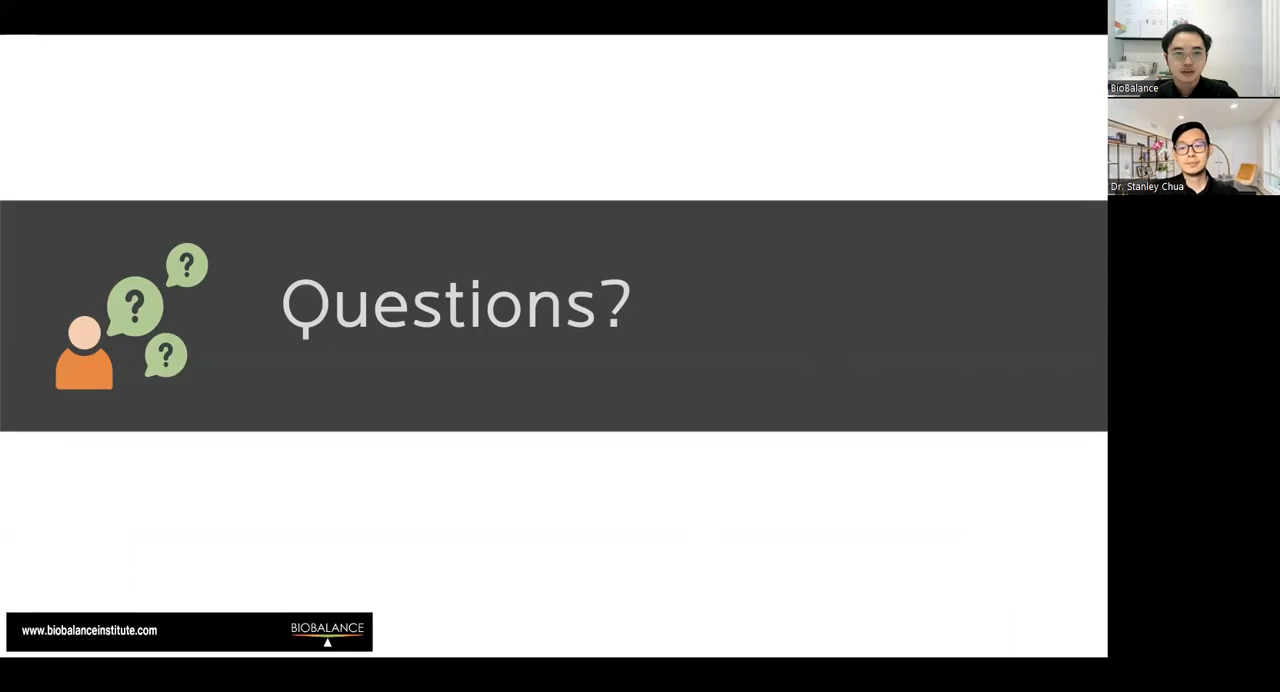 BioBalance
Dr. Stanley Chua
?
?
?
Questions?
www.biobalanceinstitute.com
BIOBALANCE